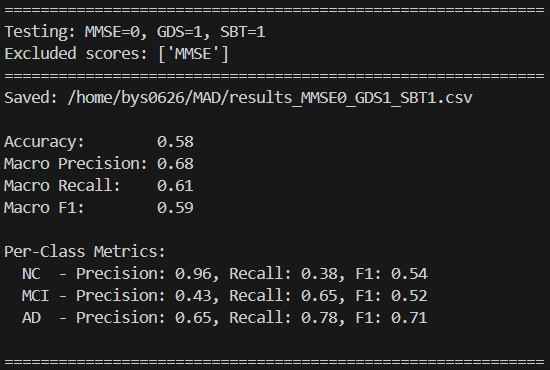 ============================================================
Testing: MMSE=0, GDS=1, SBT=1
Excluded scores: ['MMSE']
============================================================
Saved: /home/bys0626/MAD/results_MMSE0_GDS1_SBT1.csv
Accuracy: 0.58
Macro Precision: 0.68
Macro Recall: 0.61
Macro F1: 0.59
Per-Class Metrics:
NC - Precision: 0.96, Recall: 0.38, F1: 0.54
MCI - Precision: 0.43, Recall: 0.65, F1: 0.52
AD - Precision: 0.65, Recall: 0.78, F1: 0.71
============================================================